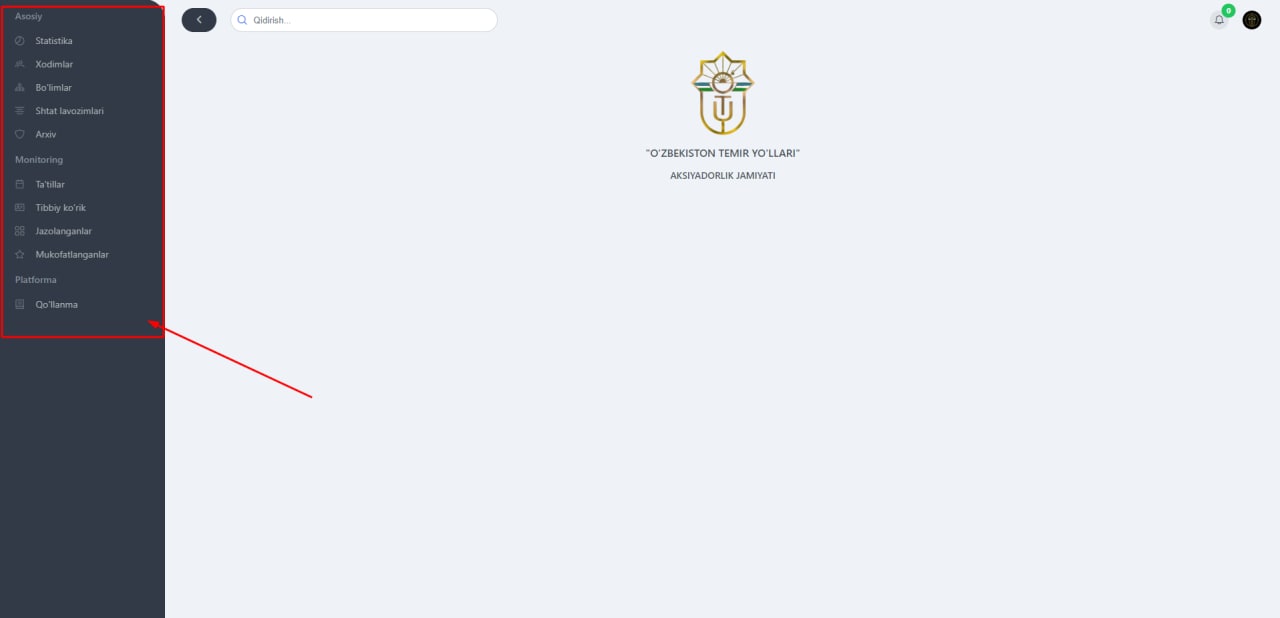 Asosiy
Statistika
Xodimlar
Bo'limlar
Shtat lavozimlari
Arxiv
Monitoring
Ta'tillar
Tibbiy ko'rik
Jazolanganlar
Mukofatlanganlar
Platforma
Qo'llanma
Qidirish...
0
"O'ZBEKISTON TEMIR YO'LLARI"
AKSIYADORLIK JAMIYATI